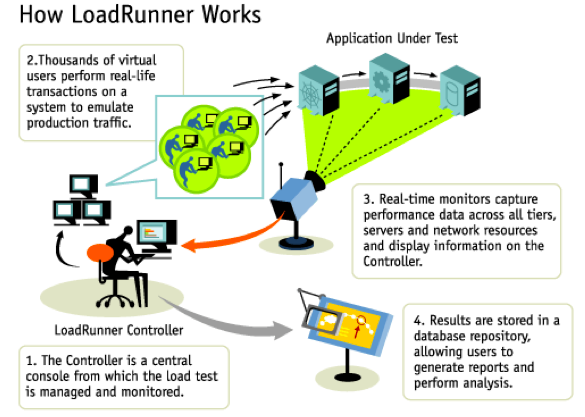 How LoadRunner Works
Application Under Test
2.Thousands of virtual
users perform real-life
transactions on a
system to emulate
production traffic.
3. Real-time monitors capture
performance data across all tiers,
servers and network resources
and display information on the
Controller.
LoadRunner Controller
1. The Controller is a central
console from which the load test
is managed and monitored.
4. Results are stored in a
database repository,
allowing users to
generate reports and
perform analysis.